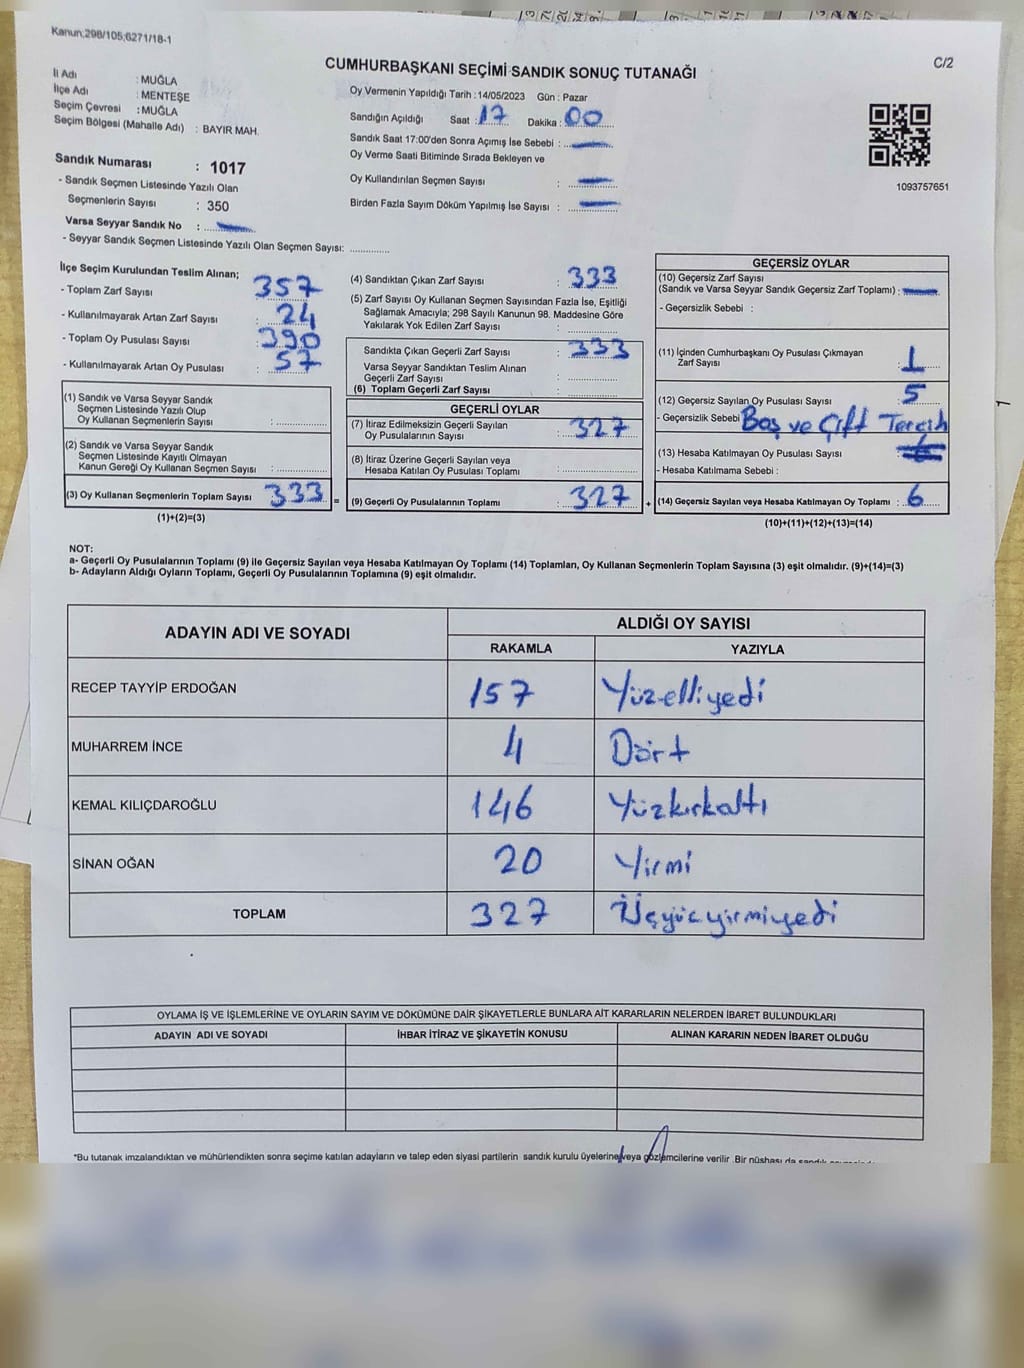 Kanun;298/105;6271/18-1
C/2
CUMHURBAŞKANI SEÇİMİ SANDIK SONUÇ TUTANAĞI
İl Adı : MUĞLA
İlçe Adı : MENTEŞE
Seçim Çevresi : MUĞLA
Seçim Bölgesi (Mahalle Adı) : BAYIR MAH.
Sandık Numarası : 1017
- Sandık Seçmen Listesinde Yazılı Olan
Seçmenlerin Sayısı : 350
Varsa Seyyar Sandık No :
- Seyyar Sandık Seçmen Listesinde Yazılı Olan Seçmen Sayısı: ..............
Oy Vermenin Yapıldığı Tarih : 14/05/2023 Gün : Pazar
Sandığın Açıldığı Saat : 17 Dakika : 00
Sandık Saat 17:00'den Sonra Açımış İse Sebebi :
Oy Verme Saati Bitiminde Sırada Bekleyen ve
Oy Kullandırılan Seçmen Sayısı :
Birden Fazla Sayım Döküm Yapılmış İse Sayısı :
1093757651
İlçe Seçim Kurulundan Teslim Alınan;
- Toplam Zarf Sayısı : 357
- Kullanılmayarak Artan Zarf Sayısı : 24
- Toplam Oy Pusulası Sayısı : 390
- Kullanılmayarak Artan Oy Pusulası : 57
(1) Sandık ve Varsa Seyyar Sandık
Seçmen Listesinde Yazılı Olup
Oy Kullanan Seçmenlerin Sayısı : ..............
(2) Sandık ve Varsa Seyyar Sandık
Seçmen Listesinde Kayıtlı Olmayan
Kanun Gereği Oy Kullanan Seçmen Sayısı : ..............
(3) Oy Kullanan Seçmenlerin Toplam Sayısı 333 =
(1)+(2)=(3)
(4) Sandıktan Çıkan Zarf Sayısı : 333
(5) Zarf Sayısı Oy Kullanan Seçmen Sayısından Fazla İse, Eşitliği
Sağlamak Amacıyla; 298 Sayılı Kanunun 98. Maddesine Göre
Yakılarak Yok Edilen Zarf Sayısı : ..............
Sandıkta Çıkan Geçerli Zarf Sayısı : 333
Varsa Seyyar Sandıktan Teslim Alınan
Geçerli Zarf Sayısı : ..............
(6) Toplam Geçerli Zarf Sayısı : ..............
GEÇERLİ OYLAR
(7) İtiraz Edilmeksizin Geçerli Sayılan
Oy Pusulalarının Sayısı : 327
(8) İtiraz Üzerine Geçerli Sayılan veya
Hesaba Katılan Oy Pusulası Toplamı : ..............
(9) Geçerli Oy Pusulalarının Toplamı : 327 +
GEÇERSİZ OYLAR
(10) Geçersiz Zarf Sayısı
(Sandık ve Varsa Seyyar Sandık Geçersiz Zarf Toplamı) :
- Geçersizlik Sebebi :
(11) İçinden Cumhurbaşkanı Oy Pusulası Çıkmayan
Zarf Sayısı : 1
(12) Geçersiz Sayılan Oy Pusulası Sayısı : 5
- Geçersizlik Sebebi Boş ve Çift Tercih
(13) Hesaba Katılmayan Oy Pusulası Sayısı :
- Hesaba Katılmama Sebebi :
(14) Geçersiz Sayılan veya Hesaba Katılmayan Oy Toplamı : 6
(10)+(11)+(12)+(13)=(14)
NOT:
a- Geçerli Oy Pusulalarının Toplamı (9) ile Geçersiz Sayılan veya Hesaba Katılmayan Oy Toplamı (14) Toplamları, Oy Kullanan Seçmenlerin Toplam Sayısına (3) eşit olmalıdır. (9)+(14)=(3)
b- Adayların Aldığı Oyların Toplamı, Geçerli Oy Pusulalarının Toplamına (9) eşit olmalıdır.
ADAYIN ADI VE SOYADI ALDIĞI OY SAYISI
RAKAMLA YAZIYLA
RECEP TAYYİP ERDOĞAN 157 Yüzelliyedi
MUHARREM İNCE 4 Dört
KEMAL KILIÇDAROĞLU 146 Yüzkırkaltı
SİNAN OĞAN 20 Yirmi
TOPLAM 327 Üçyüzyirmiyedi
OYLAMA İŞ VE İŞLEMLERİNE VE OYLARIN SAYIM VE DÖKÜMÜNE DAİR ŞİKAYETLERLE BUNLARA AİT KARARLARIN NELERDEN İBARET BULUNDUKLARI
ADAYIN ADI VE SOYADI İHBAR İTİRAZ VE ŞİKAYETİN KONUSU ALINAN KARARIN NEDEN İBARET OLDUĞU
*Bu tutanak imzalandıktan ve mühürlendikten sonra seçime katılan adayların ve talep eden siyasi partilerin sandık kurulu üyelerine veya gözlemcilerine verilir .Bir nüshası da